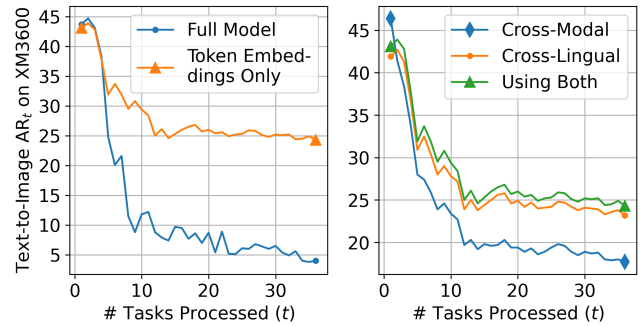 Text-to-Image AR_t on XM3600
45
40
35
30
25
20
15
10
5
0
10
20
30
# Tasks Processed (t)
Full Model
Token Embed-
dings Only
45
40
35
30
25
20
0
10
20
30
# Tasks Processed (t)
Cross-Modal
Cross-Lingual
Using Both